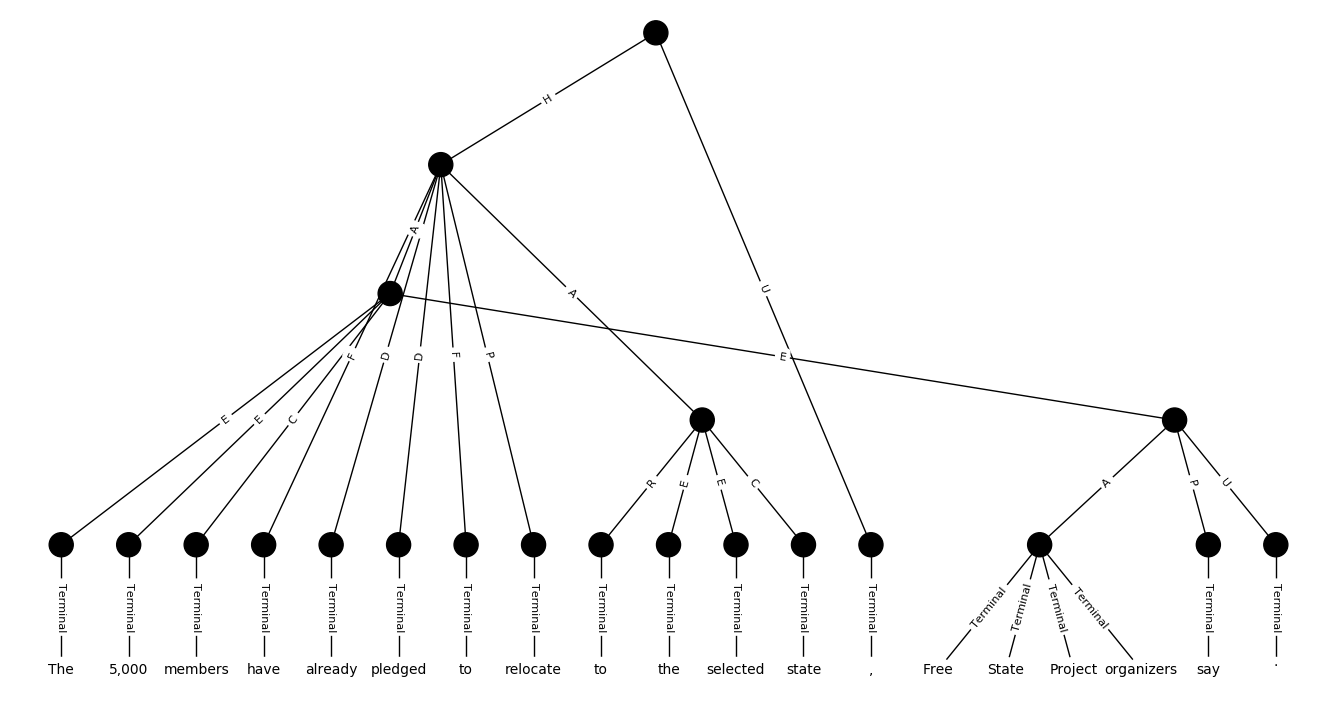 H
A
U
A
F
D
D
F
P
E
E
E
C
R
E
E
C
A
P
U
Terminal Terminal Terminal Terminal Terminal Terminal Terminal Terminal Terminal Terminal Terminal Terminal Terminal Terminal Terminal Terminal Terminal Terminal Terminal
The 5,000 members have already pledged to relocate to the selected state , Free State Project organizers say .